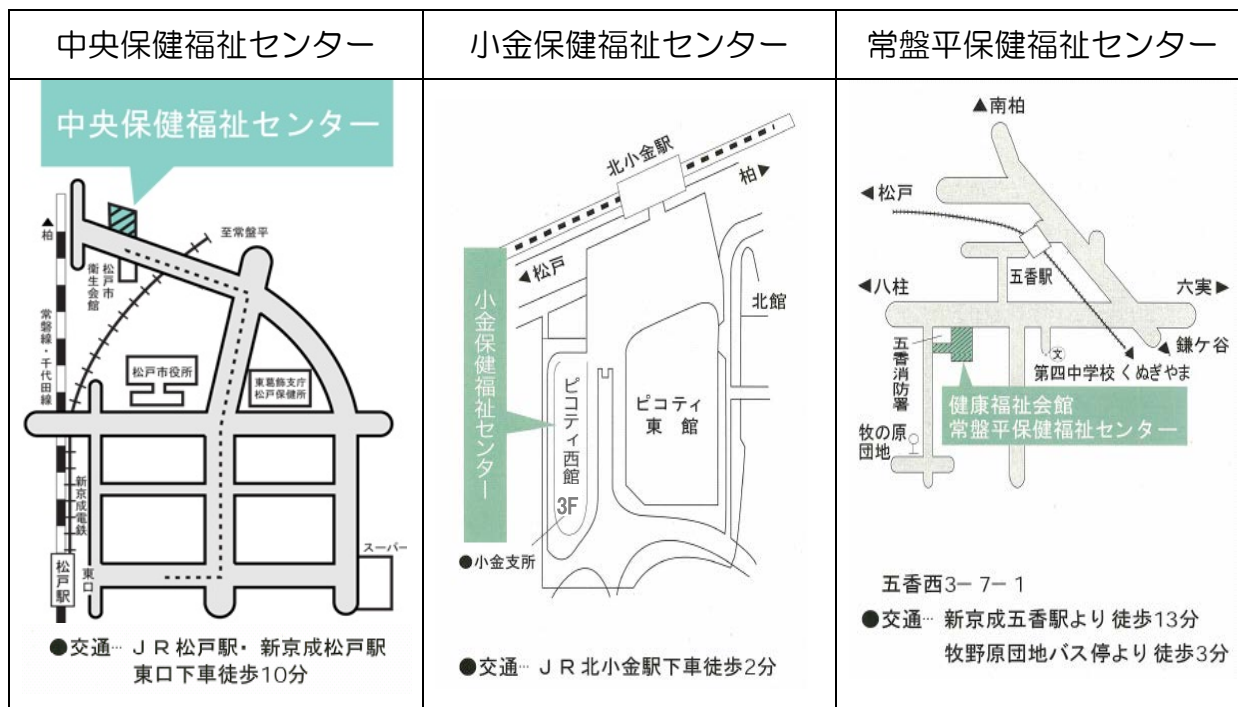 中央保健福祉センター
小金保健福祉センター
常盤平保健福祉センター
中央保健福祉センター
▲柏
至常盤平
松戸市
衛生会館
常磐線・千代田線
松戸市役所
東葛飾支庁
松戸保健所
新京成電鉄
松戸駅
東口
スーパー
●交通… ＪＲ松戸駅・新京成松戸駅
東口下車徒歩10分
北小金駅
柏▶
◀松戸
小金保健福祉センター
北館
ピコティ西館
3F
ピコティ
東館
●小金支所
●交通… ＪＲ北小金駅下車徒歩2分
▲南柏
◀松戸
五香駅
◀八柱
六実▶
五香消防署
文
第四中学校
くぬぎやま
鎌ケ谷
健康福祉会館
常盤平保健福祉センター
牧の原
団地
五香西3－7－1
●交通… 新京成五香駅より徒歩13分
牧野原団地バス停より徒歩3分